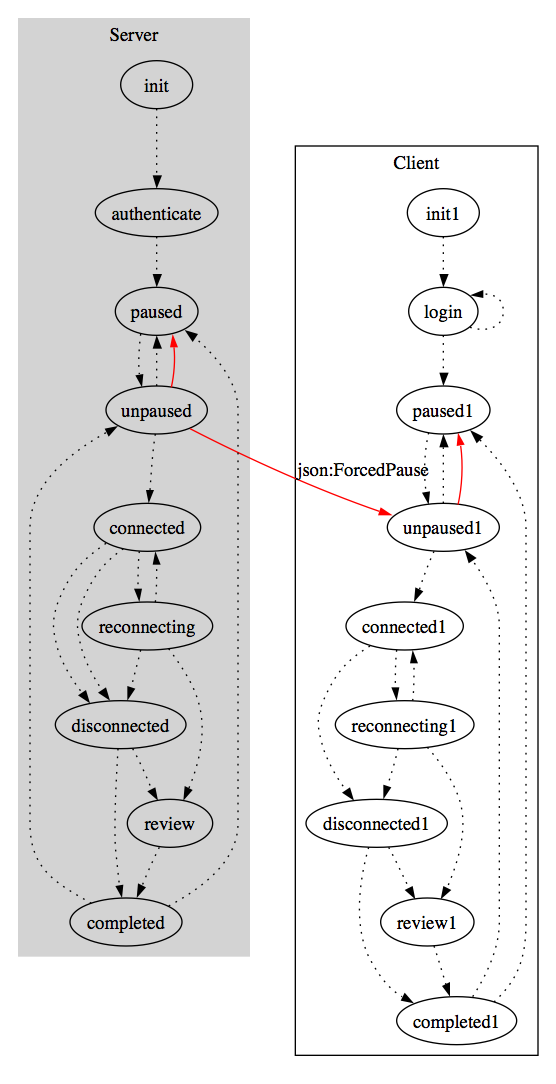 Server
init
authenticate
paused
unpaused
connected
reconnecting
disconnected
review
completed
json:ForcedPause
Client
init1
login
paused1
unpaused1
connected1
reconnecting1
disconnected1
review1
completed1